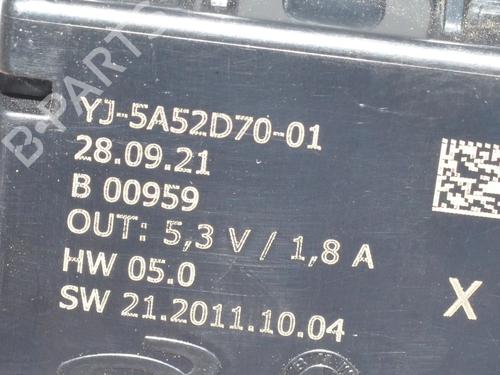 B-PARTS
YJ-5A52D70-01
28.09.21
B 00959
OUT: 5,3 V / 1,8 A
HW 05.0
SW 21.2011.10.04
X